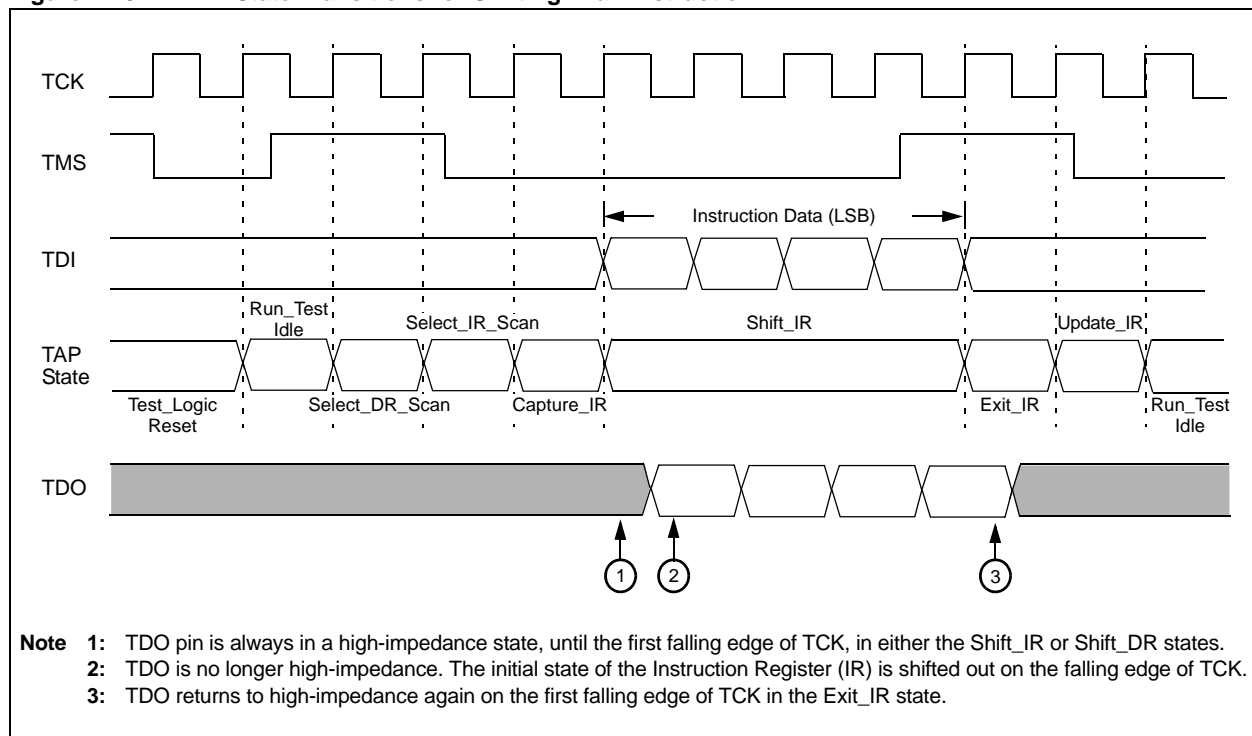 TCK
TMS
Instruction Data (LSB)
TDI
Run_Test
Idle
Select_IR_Scan
Shift_IR
Update_IR
TAP
State
Test_Logic
Reset
Select_DR_Scan
Capture_IR
Exit_IR
Run_Test
Idle
TDO
1
2
3
Note 1: TDO pin is always in a high-impedance state, until the first falling edge of TCK, in either the Shift_IR or Shift_DR states.
2: TDO is no longer high-impedance. The initial state of the Instruction Register (IR) is shifted out on the falling edge of TCK.
3: TDO returns to high-impedance again on the first falling edge of TCK in the Exit_IR state.